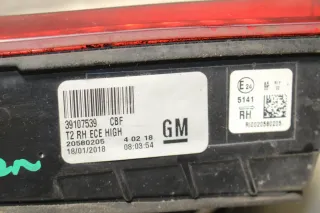 39107539 CBF
T2 RH ECE HIGH
20580205 4 02 18
18/01/2018 08:03:54
GM
E 24
5141
RH